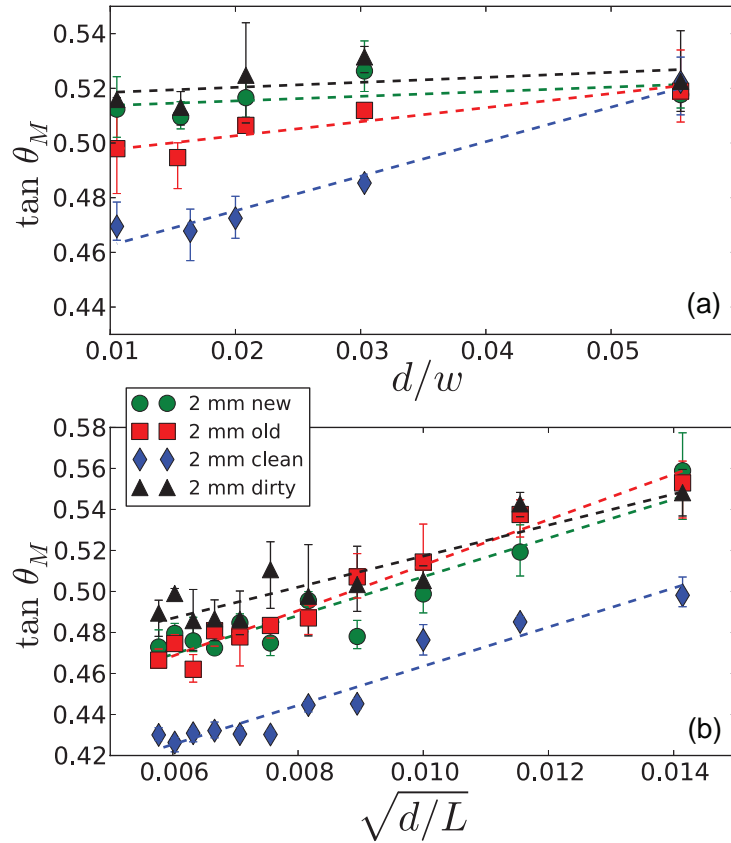 0.54
0.52
0.50
0.48
0.46
0.44
tan θ_M
(a)
0.01 0.02 0.03 0.04 0.05
d/w
2 mm new
2 mm old
2 mm clean
2 mm dirty
0.58
0.56
0.54
0.52
0.50
0.48
0.46
0.44
0.42
tan θ_M
(b)
0.006 0.008 0.010 0.012 0.014
√d/L